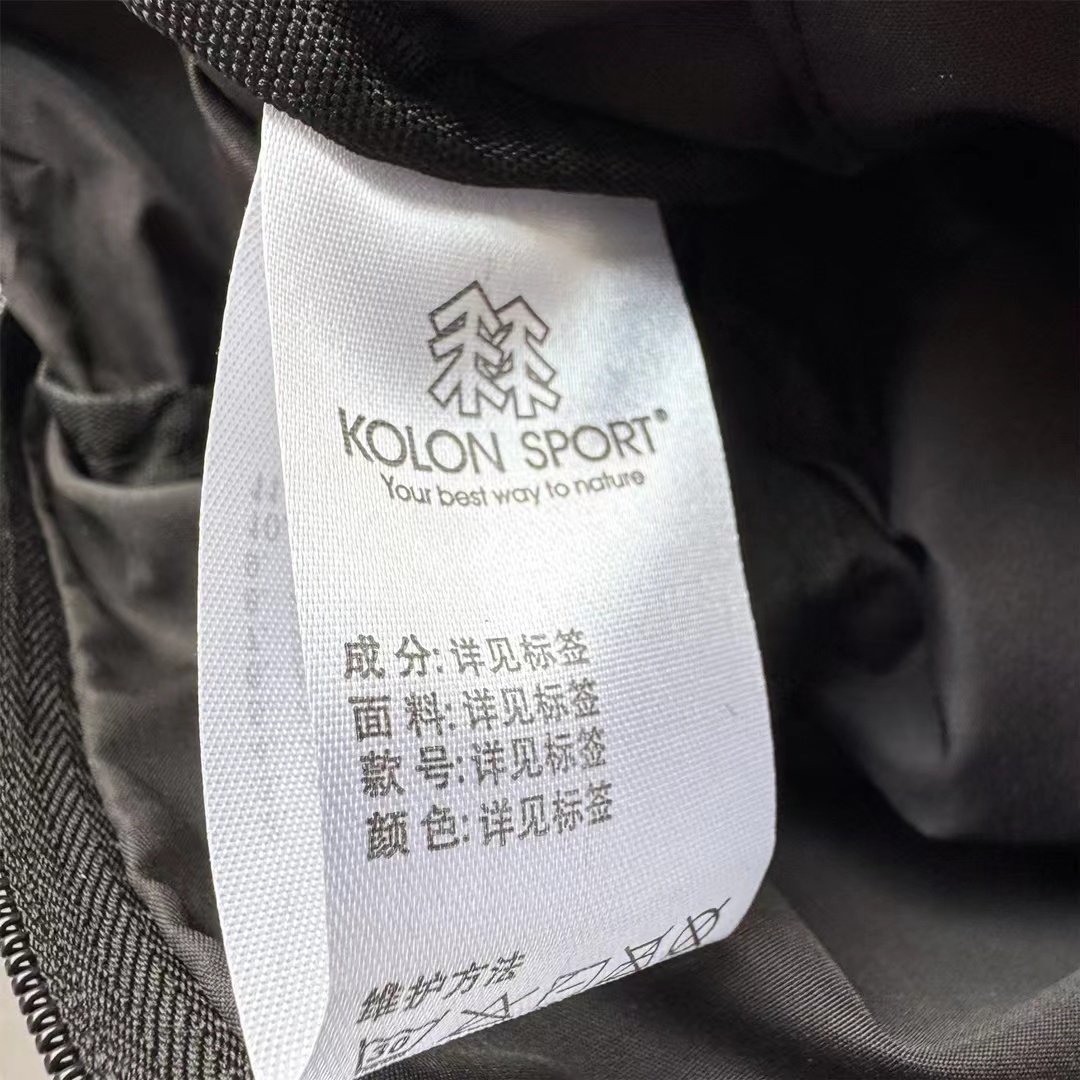 KOLON SPORT®
Your best way to nature
成分:详见标签
面料:详见标签
款号:详见标签
颜色:详见标签
维护方法
30